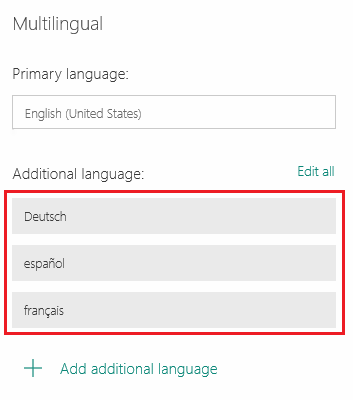 Multilingual
Primary language:
English (United States)
Additional language:
Edit all
Deutsch
español
français
Add additional language